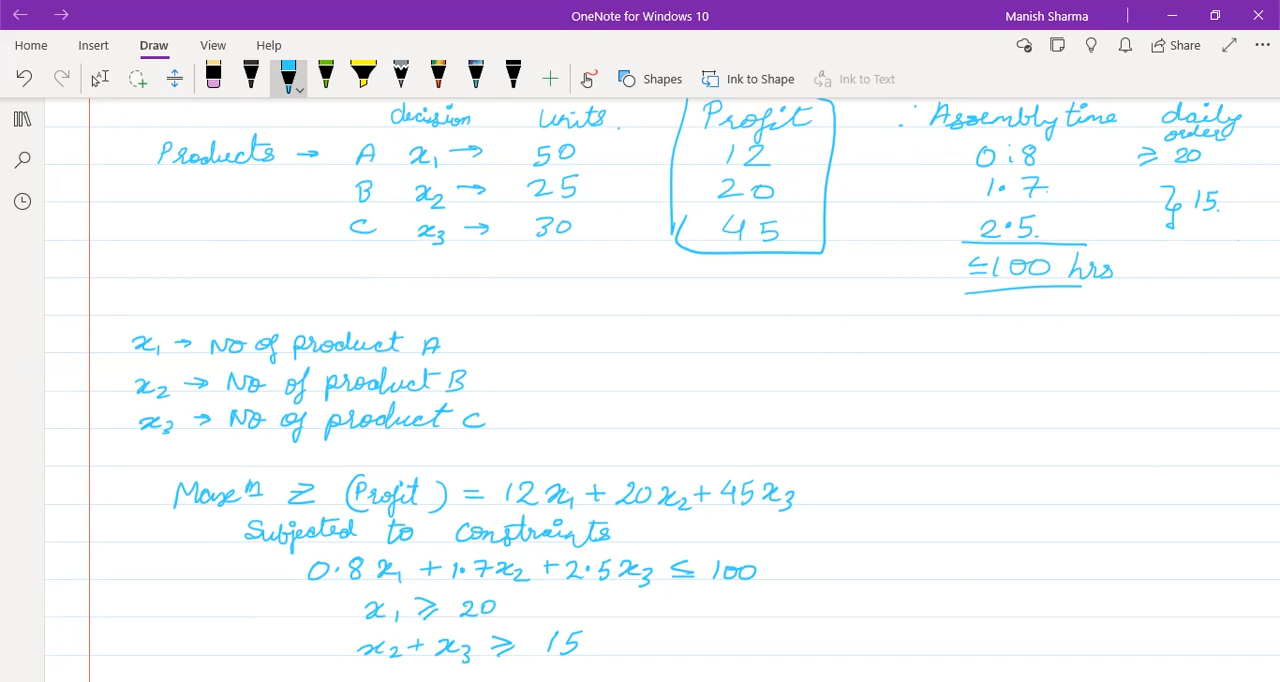 OneNote for Windows 10
Manish Sharma
Home Insert Draw View Help
Share
Shapes
Ink to Shape
Ink to Text
decision units. Profit Assembly time daily order
Products → A x₁ → 50 12 0.8 ≥ 20
B x₂ → 25 20 1.7 } 15.
C x₃ → 30 45 2.5.
≤100 hrs
x₁ → No of product A
x₂ → No of product B
x₃ → No of product C
Maxᵐ Z (Profit) = 12x₁ + 20x₂ + 45x₃
Subjected to constraints
0.8x₁ + 1.7x₂ + 2.5x₃ ≤ 100
x₁ ≥ 20
x₂ + x₃ ≥ 15